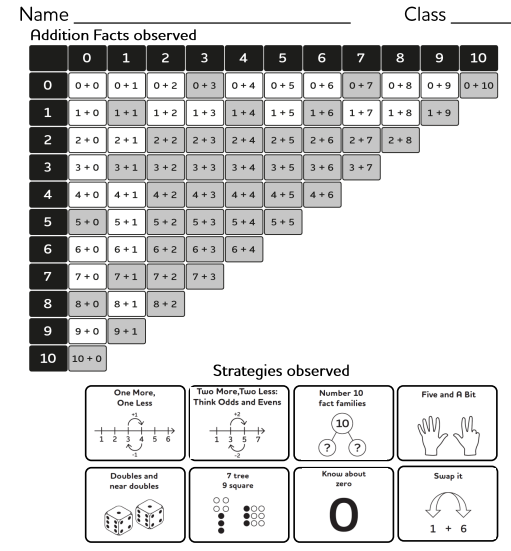 Name Class
Addition Facts observed
0 1 2 3 4 5 6 7 8 9 10
0 0 + 0 0 + 1 0 + 2 0 + 3 0 + 4 0 + 5 0 + 6 0 + 7 0 + 8 0 + 9 0 + 10
1 1 + 0 1 + 1 1 + 2 1 + 3 1 + 4 1 + 5 1 + 6 1 + 7 1 + 8 1 + 9
2 2 + 0 2 + 1 2 + 2 2 + 3 2 + 4 2 + 5 2 + 6 2 + 7 2 + 8
3 3 + 0 3 + 1 3 + 2 3 + 3 3 + 4 3 + 5 3 + 6 3 + 7
4 4 + 0 4 + 1 4 + 2 4 + 3 4 + 4 4 + 5 4 + 6
5 5 + 0 5 + 1 5 + 2 5 + 3 5 + 4 5 + 5
6 6 + 0 6 + 1 6 + 2 6 + 3 6 + 4
7 7 + 0 7 + 1 7 + 2 7 + 3
8 8 + 0 8 + 1 8 + 2
9 9 + 0 9 + 1
10 10 + 0
Strategies observed
One More,
One Less
+1
1 2 3 4 5 6
-1
Two More,Two Less:
Think Odds and Evens
+2
1 3 5 7
-2
Number 10
fact families
10
? ?
Five and A Bit
Doubles and
near doubles
7 tree
9 square
Know about
zero
0
Swap it
1 + 6